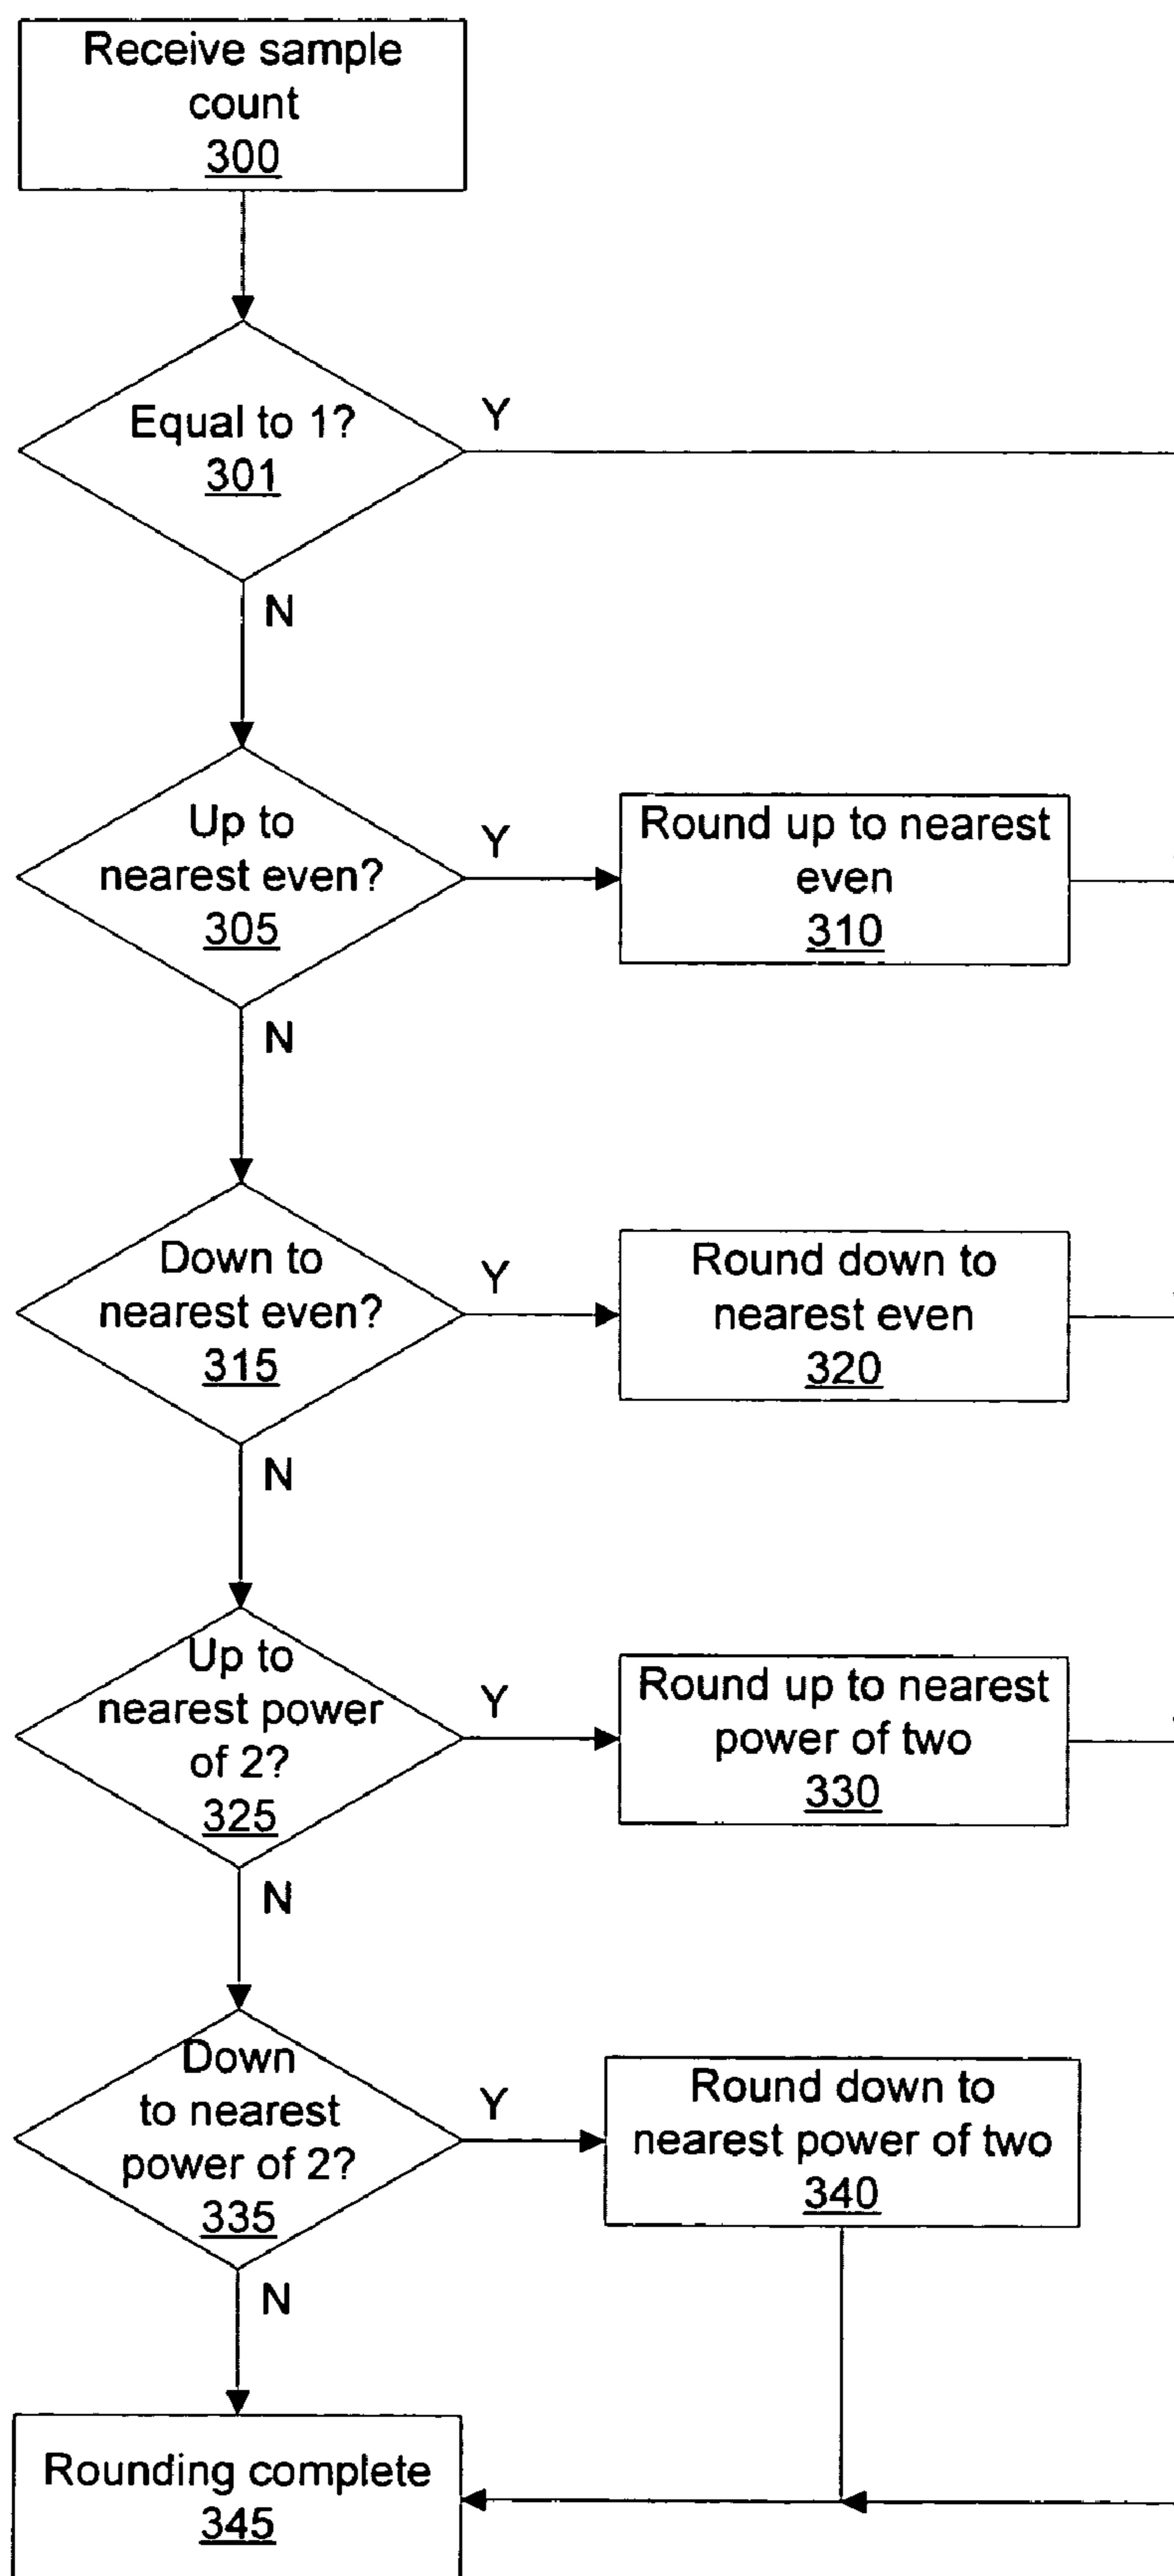 Receive sample
count
300
Equal to 1?
301
Y
N
Up to
nearest even?
305
Y
Round up to nearest
even
310
N
Down to
nearest even?
315
Y
Round down to
nearest even
320
N
Up to
nearest power
of 2?
325
Y
Round up to nearest
power of two
330
N
Down
to nearest
power of 2?
335
Y
Round down to
nearest power of two
340
N
Rounding complete
345